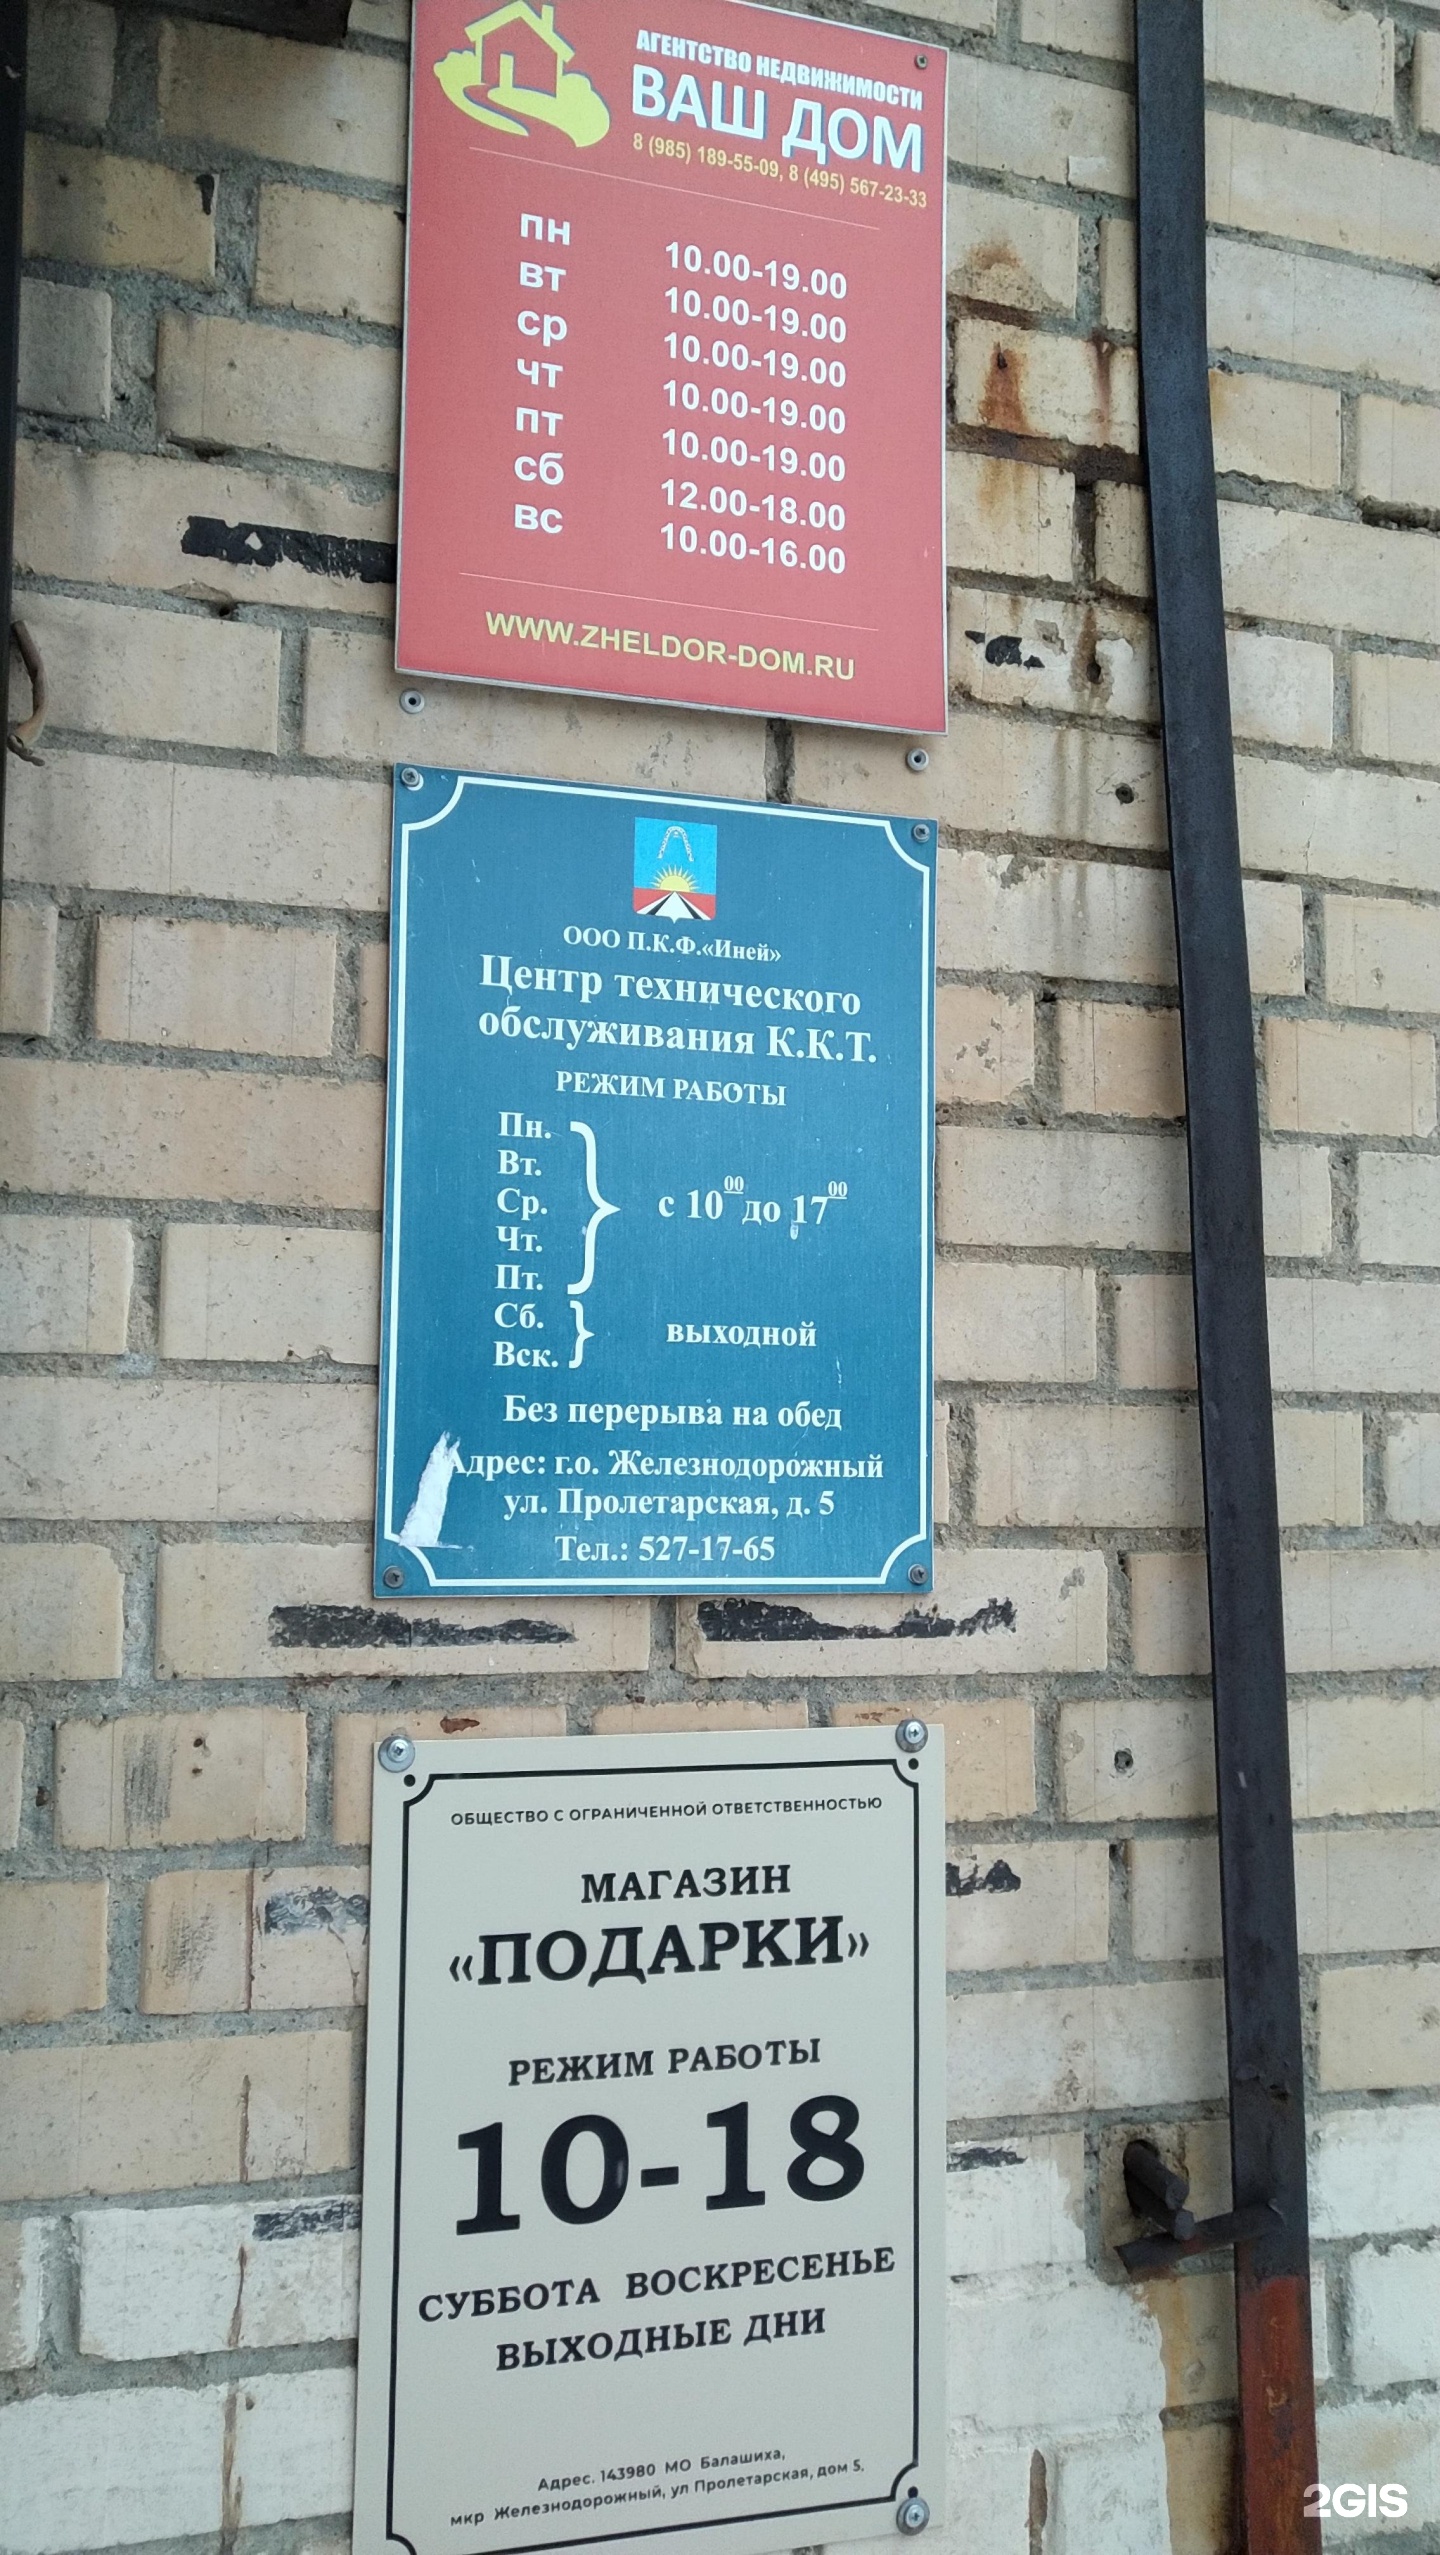 АГЕНТСТВО НЕДВИЖИМОСТИ
ВАШ ДОМ
8 (985) 189-55-09, 8 (495) 567-23-33
пн 10.00-19.00
вт 10.00-19.00
ср 10.00-19.00
чт 10.00-19.00
пт 10.00-19.00
сб 12.00-18.00
вс 10.00-16.00
WWW.ZHELDOR-DOM.RU
ООО П.К.Ф.«Иней»
Центр технического
обслуживания К.К.Т.
РЕЖИМ РАБОТЫ
Пн.
Вт.
Ср. с 10⁰⁰ до 17⁰⁰
Чт.
Пт.
Сб. выходной
Вск.
Без перерыва на обед
Адрес: г.о. Железнодорожный
ул. Пролетарская, д. 5
Тел.: 527-17-65
ОБЩЕСТВО С ОГРАНИЧЕННОЙ ОТВЕТСТВЕННОСТЬЮ
МАГАЗИН
«ПОДАРКИ»
РЕЖИМ РАБОТЫ
10-18
СУББОТА ВОСКРЕСЕНЬЕ
ВЫХОДНЫЕ ДНИ
Адрес. 143980 МО Балашиха,
мкр Железнодорожный, ул Пролетарская, дом 5.
2GIS